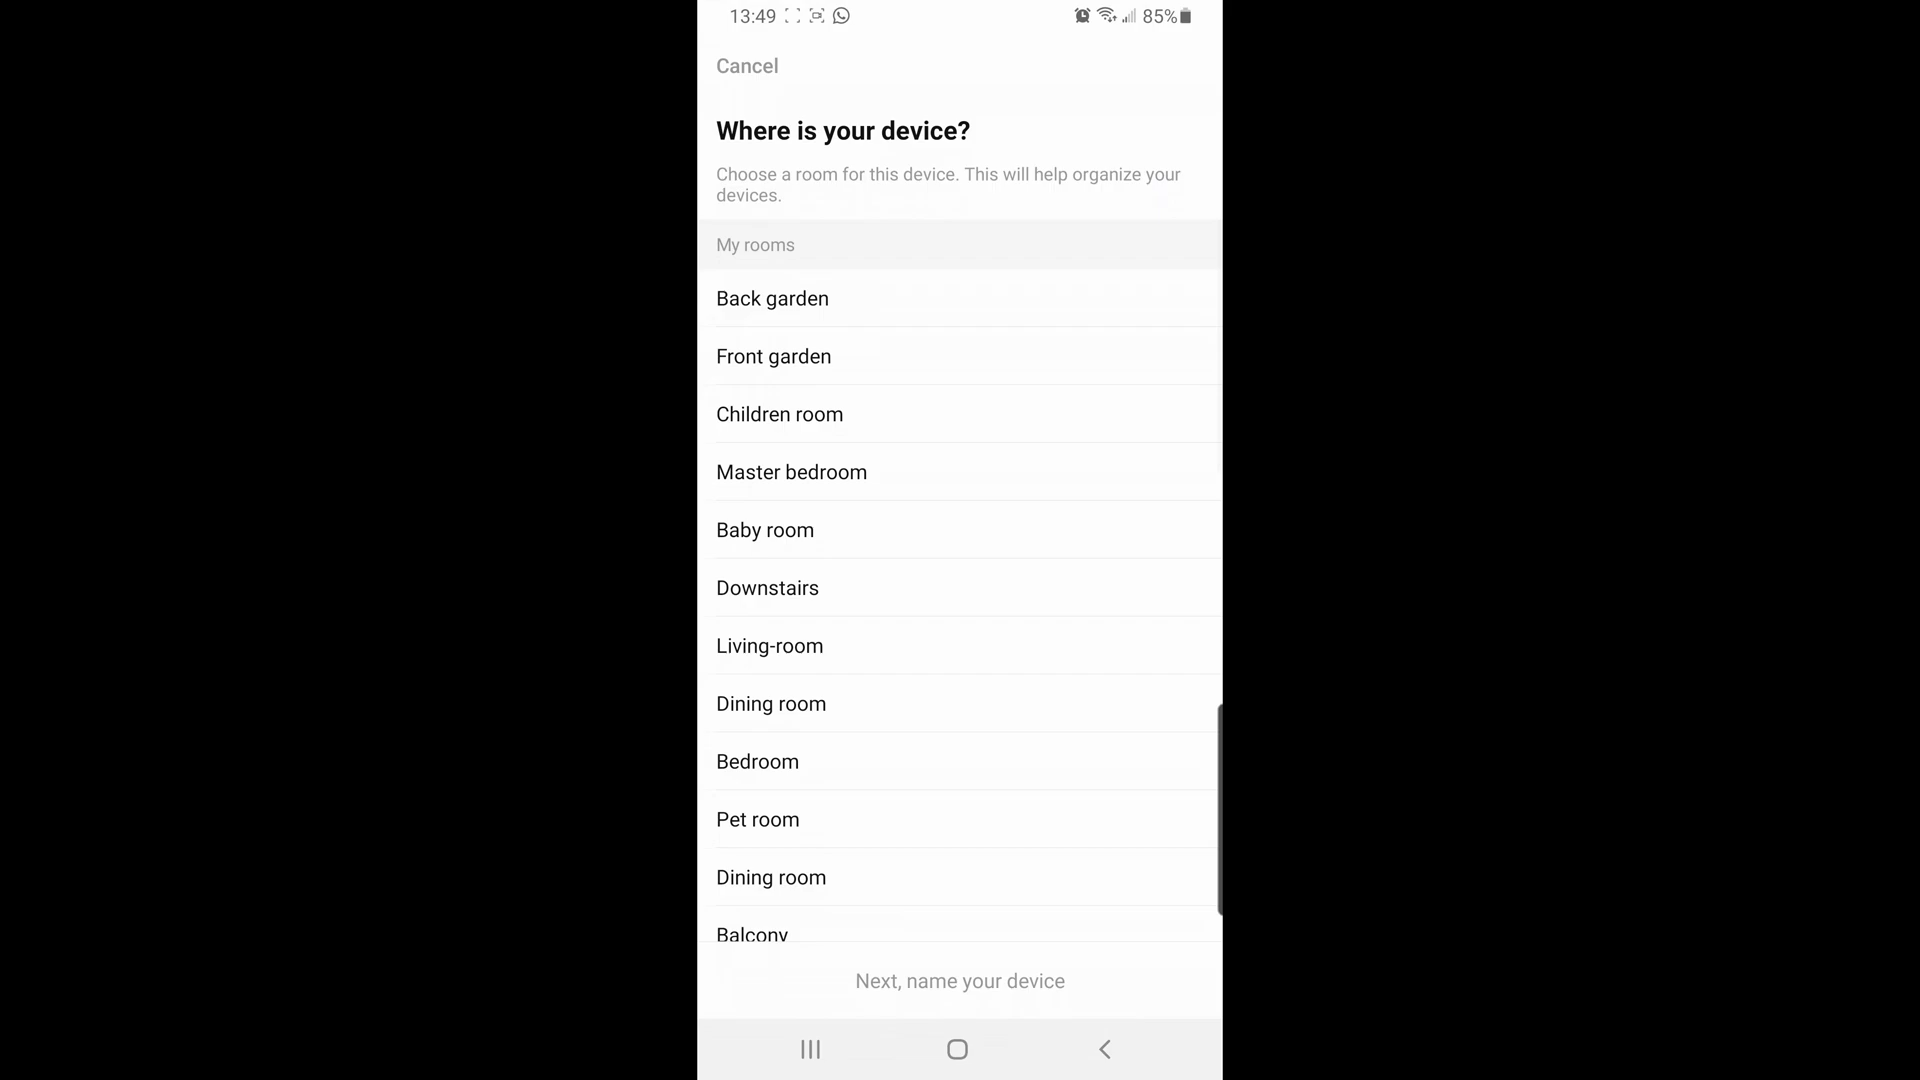 13:49 85%
Cancel
Where is your device?
Choose a room for this device. This will help organize your
devices.
My rooms
Back garden
Front garden
Children room
Master bedroom
Baby room
Downstairs
Living-room
Dining room
Bedroom
Pet room
Dining room
Balcony
Next, name your device